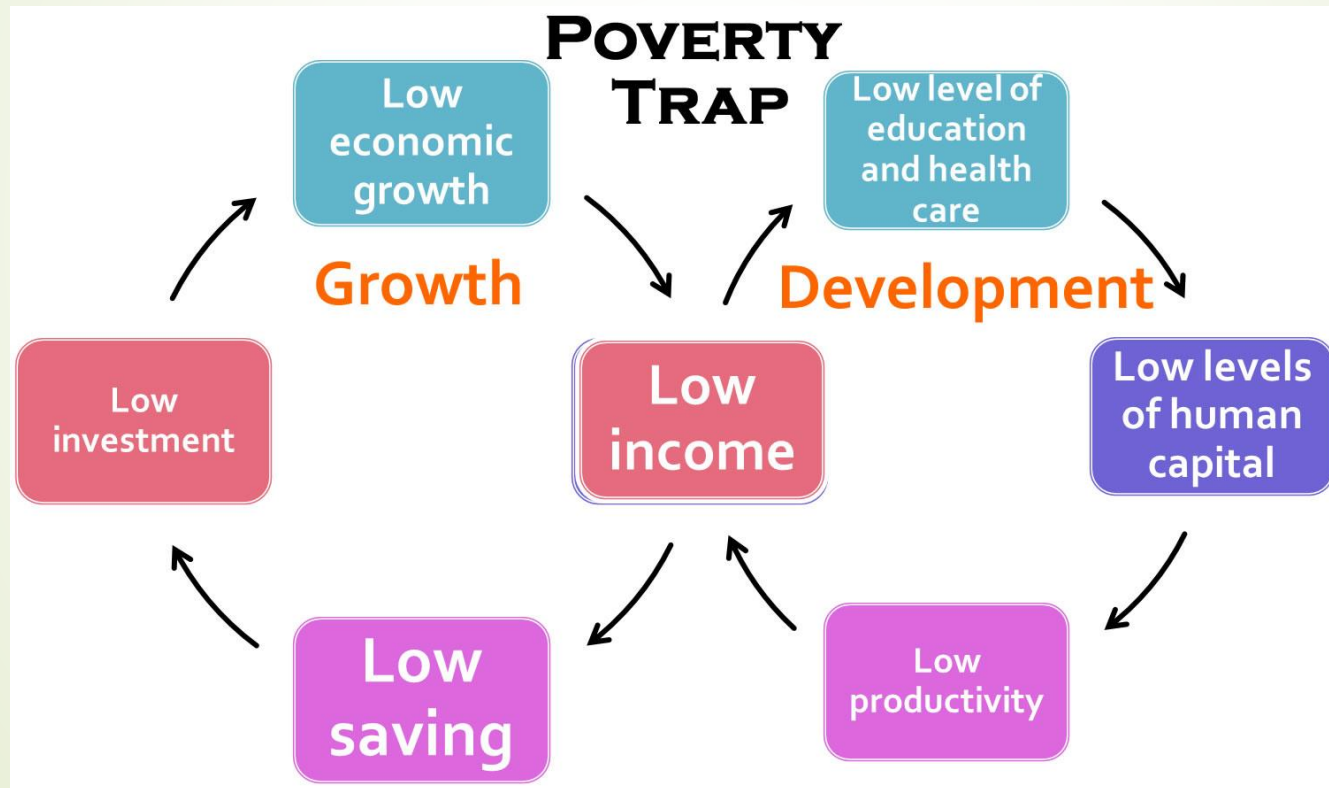 POVERTY
TRAP
Low
economic
growth
Low level of
education
and health
care
Growth
Development
Low
investment
Low
income
Low levels
of human
capital
Low
saving
Low
productivity